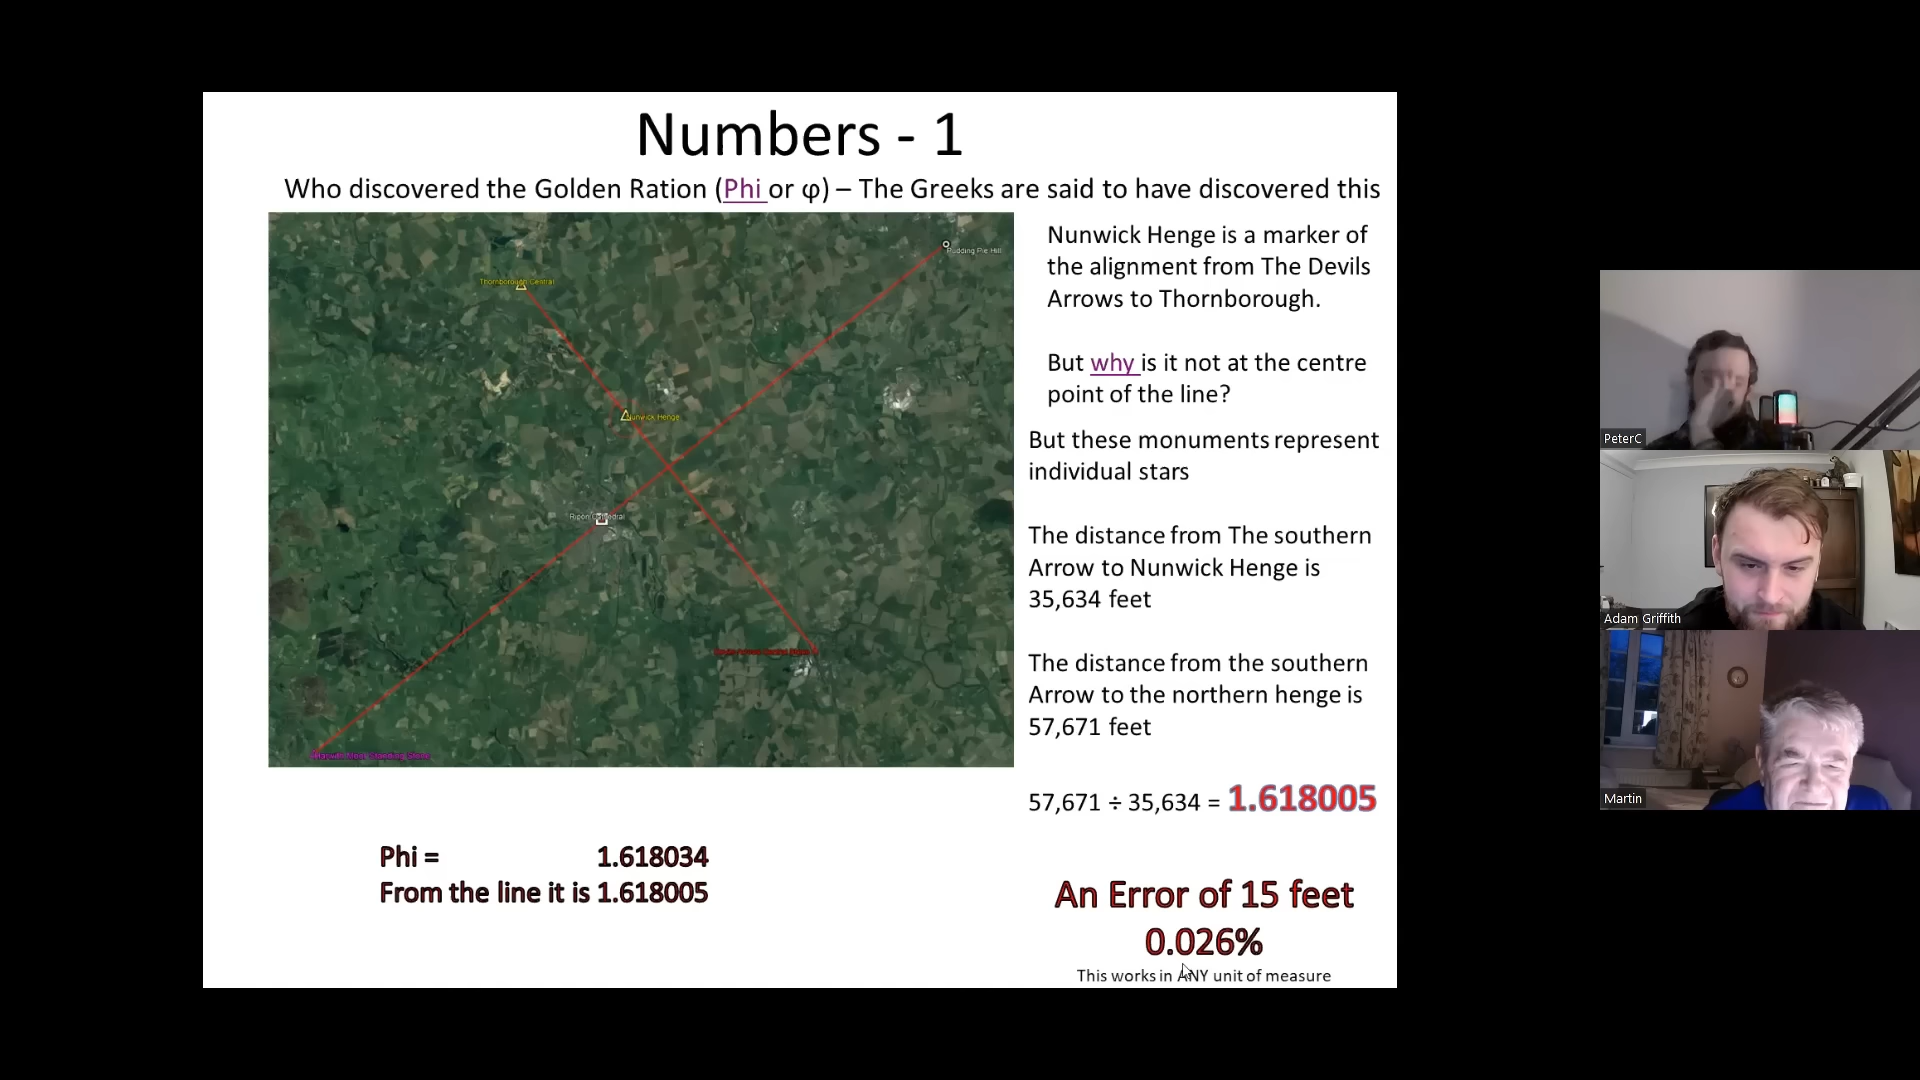 Numbers - 1
Who discovered the Golden Ration (Phi or φ) – The Greeks are said to have discovered this
Thornborough Central
Pudding Pie Hill
Nunwick Henge
Ripon Cathedral
Nunwick Henge is a marker of
the alignment from The Devils
Arrows to Thornborough.
But why is it not at the centre
point of the line?
But these monuments represent
individual stars
The distance from The southern
Arrow to Nunwick Henge is
35,634 feet
The distance from the southern
Arrow to the northern henge is
57,671 feet
57,671 ÷ 35,634 = 1.618005
Phi = 1.618034
From the line it is 1.618005
An Error of 15 feet
0.026%
This works in ANY unit of measure
PeterC
Adam Griffith
Martin